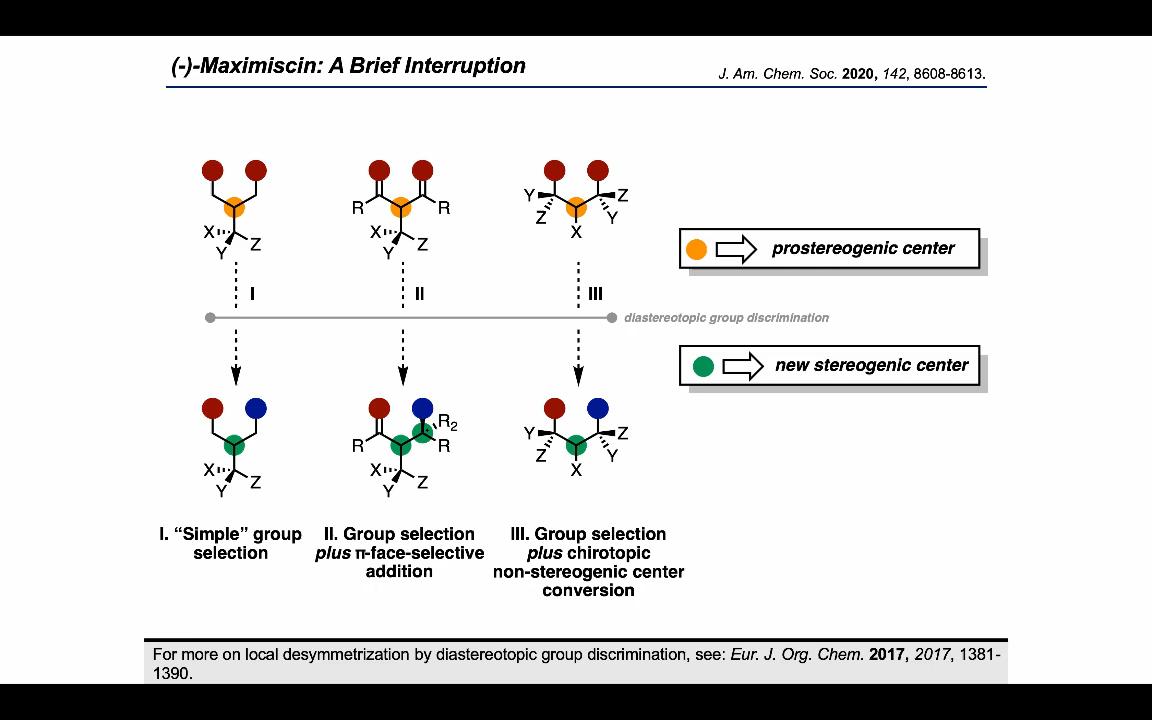 (-)-Maximiscin: A Brief Interruption
J. Am. Chem. Soc. 2020, 142, 8608-8613.
R R Y Z
X Z X Z Z Y
Y Y X
prostereogenic center
I II III
diastereotopic group discrimination
new stereogenic center
R2
R R Y Z
X Z X Z Z Y
Y Y X
I. “Simple” group
selection
II. Group selection
plus π-face-selective
addition
III. Group selection
plus chirotopic
non-stereogenic center
conversion
For more on local desymmetrization by diastereotopic group discrimination, see: Eur. J. Org. Chem. 2017, 2017, 1381-
1390.